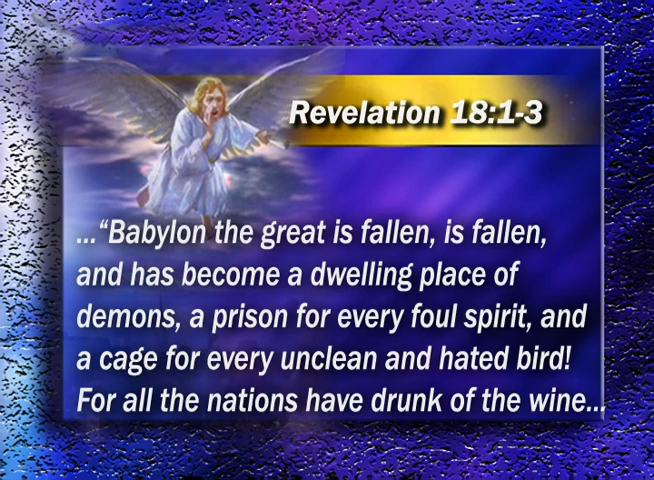 Revelation 18:1-3
..."Babylon the great is fallen, is fallen,
and has become a dwelling place of
demons, a prison for every foul spirit, and
a cage for every unclean and hated bird!
For all the nations have drunk of the wine...